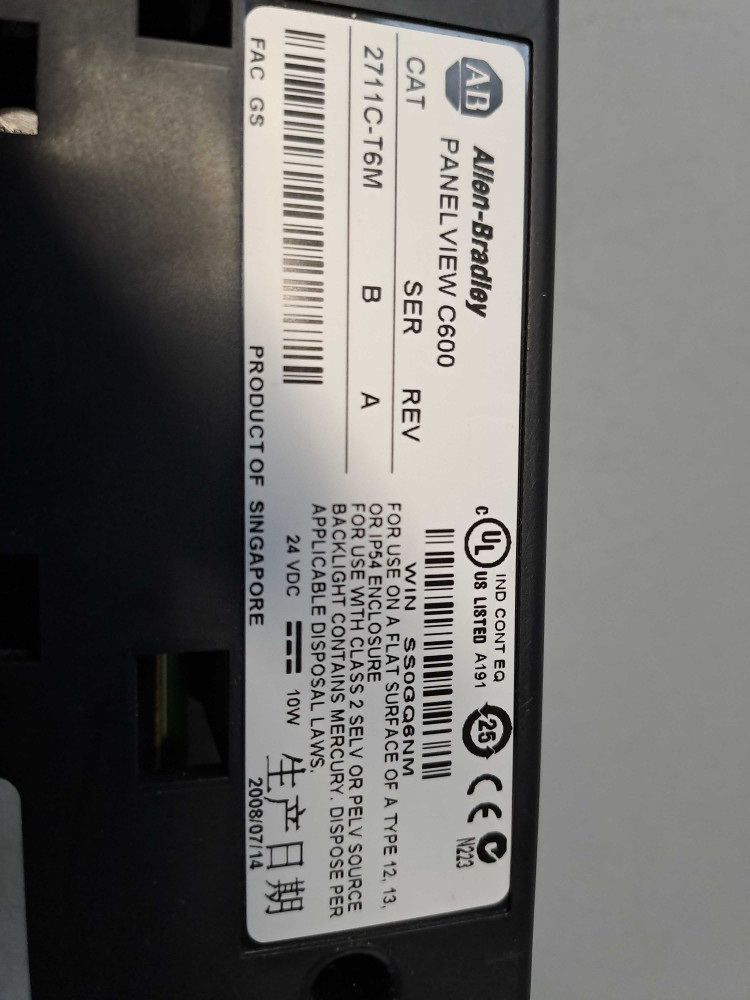 AB
Allen-Bradley
PANELVIEW C600
CAT SER REV
2711C-T6M B A
FAC GS
PRODUCT OF SINGAPORE
c UL US LISTED
IND CONT EQ
A191
25
CE
N223
WIN SS0GQ6NM
FOR USE ON A FLAT SURFACE OF A TYPE 12, 13,
OR IP54 ENCLOSURE
FOR USE WITH CLASS 2 SELV OR PELV SOURCE
BACKLIGHT CONTAINS MERCURY. DISPOSE PER
APPLICABLE DISPOSAL LAWS.
24 VDC 10W
生产日期
2008/07/14